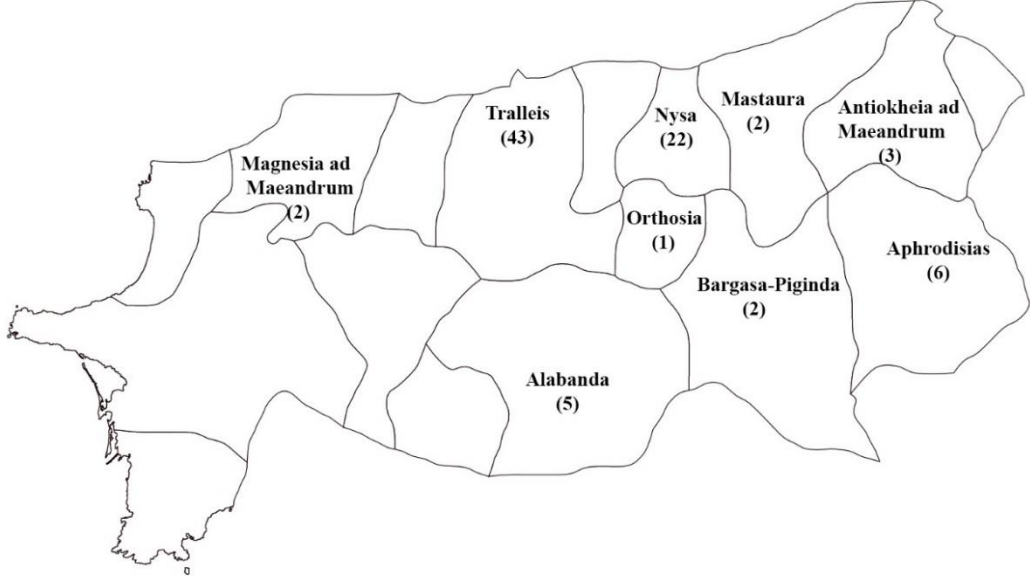 Tralleis
(43)
Nysa
(22)
Mastaura
(2)
Antiokheia ad
Maeandrum
(3)
Magnesia ad
Maeandrum
(2)
Orthosia
(1)
Bargasa-Piginda
(2)
Aphrodisias
(6)
Alabanda
(5)